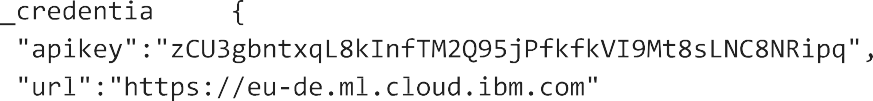 _credentia {
"apikey":"zCU3gbntxqL8kInfTM2Q95jPfkfkVI9Mt8sLNC8NRipq",
"url":"https://eu-de.ml.cloud.ibm.com"